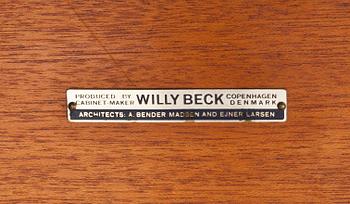 PRODUCED BY CABINET-MAKER WILLY BECK COPENHAGEN DENMARK
ARCHITECTS: A. BENDER MADSEN AND EJNER LARSEN